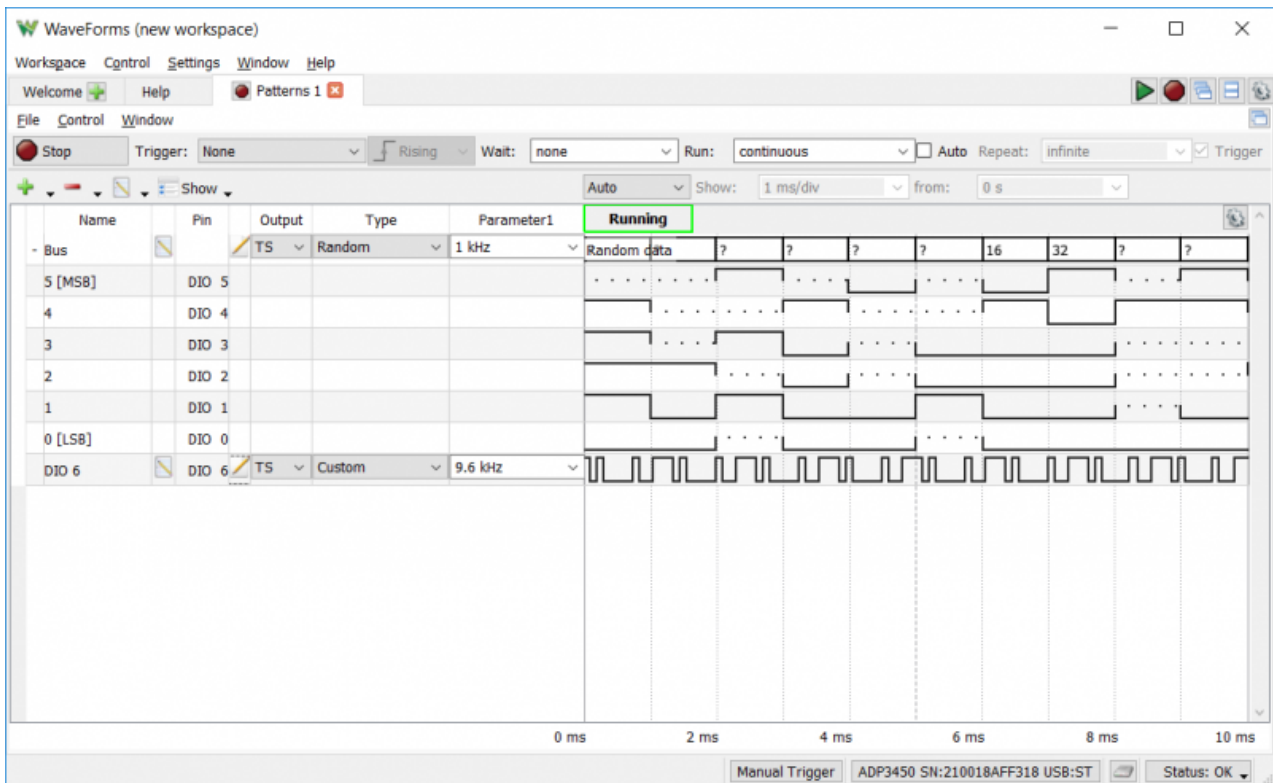 WaveForms (new workspace)
Workspace Control Settings Window Help
Welcome Help Patterns 1
File Control Window
Stop Trigger: None Rising Wait: none Run: continuous Auto Repeat: infinite Trigger
Show Auto Show: 1 ms/div from: 0 s
Name Pin Output Type Parameter1 Running
- Bus TS Random 1 kHz Random data ? ? ? ? 16 32 ? ?
5 [MSB] DIO 5
4 DIO 4
3 DIO 3
2 DIO 2
1 DIO 1
0 [LSB] DIO 0
DIO 6 DIO 6 TS Custom 9.6 kHz
0 ms 2 ms 4 ms 6 ms 8 ms 10 ms
Manual Trigger ADP3450 SN:210018AFF318 USB:ST Status: OK